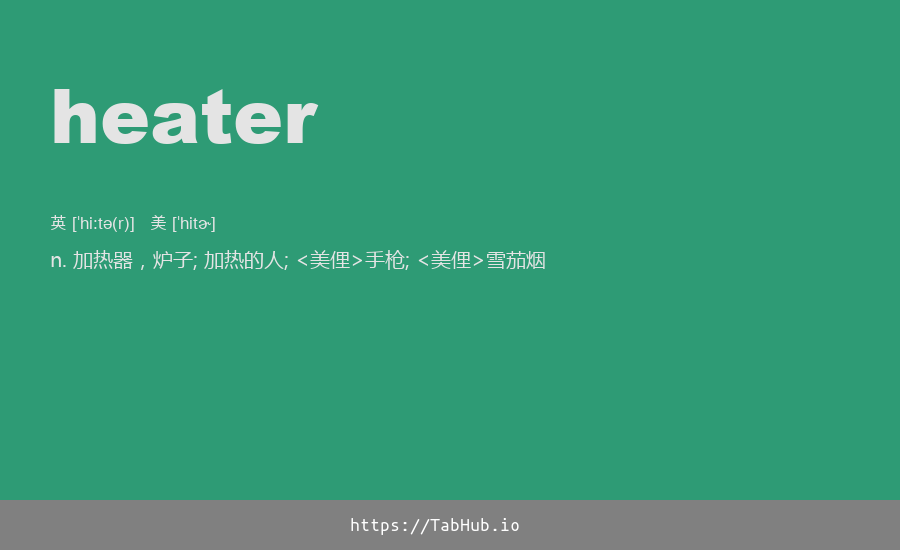 heater
英 [ˈhiːtə(r)] 美 [ˈhitɚ]
n. 加热器，炉子; 加热的人; <美俚>手枪; <美俚>雪茄烟
https://TabHub.io